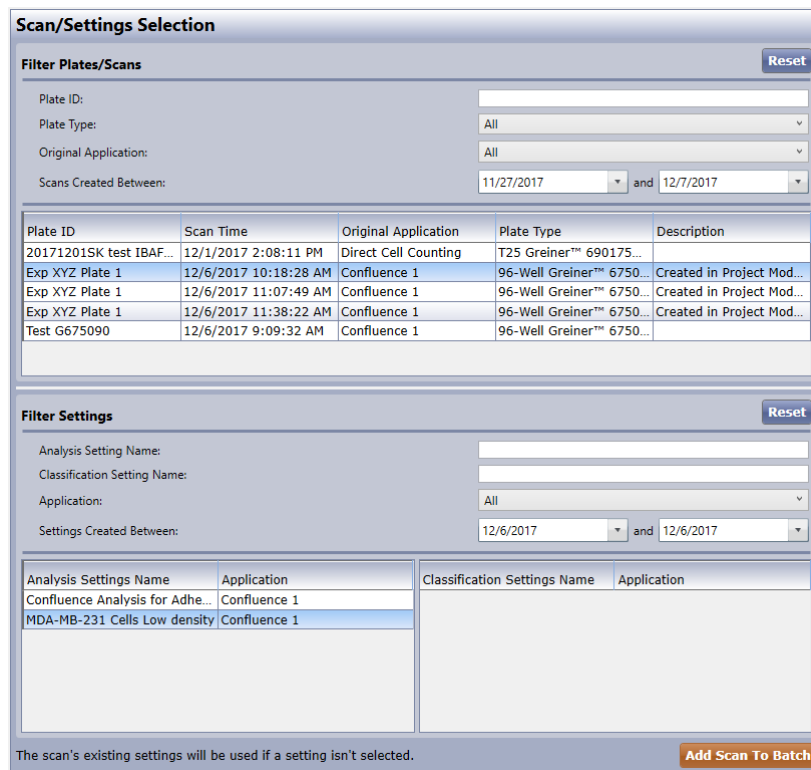 Scan/Settings Selection
Filter Plates/Scans Reset
Plate ID:
Plate Type: All
Original Application: All
Scans Created Between: 11/27/2017 and 12/7/2017
Plate ID Scan Time Original Application Plate Type Description
20171201SK test IBAF... 12/1/2017 2:08:11 PM Direct Cell Counting T25 Greiner™ 690175...
Exp XYZ Plate 1 12/6/2017 10:18:28 AM Confluence 1 96-Well Greiner™ 6750... Created in Project Mod...
Exp XYZ Plate 1 12/6/2017 11:07:49 AM Confluence 1 96-Well Greiner™ 6750... Created in Project Mod...
Exp XYZ Plate 1 12/6/2017 11:38:22 AM Confluence 1 96-Well Greiner™ 6750... Created in Project Mod...
Test G675090 12/6/2017 9:09:32 AM Confluence 1 96-Well Greiner™ 6750...
Filter Settings Reset
Analysis Setting Name:
Classification Setting Name:
Application: All
Settings Created Between: 12/6/2017 and 12/6/2017
Analysis Settings Name Application Classification Settings Name Application
Confluence Analysis for Adhe... Confluence 1
MDA-MB-231 Cells Low density Confluence 1
The scan's existing settings will be used if a setting isn't selected. Add Scan To Batch